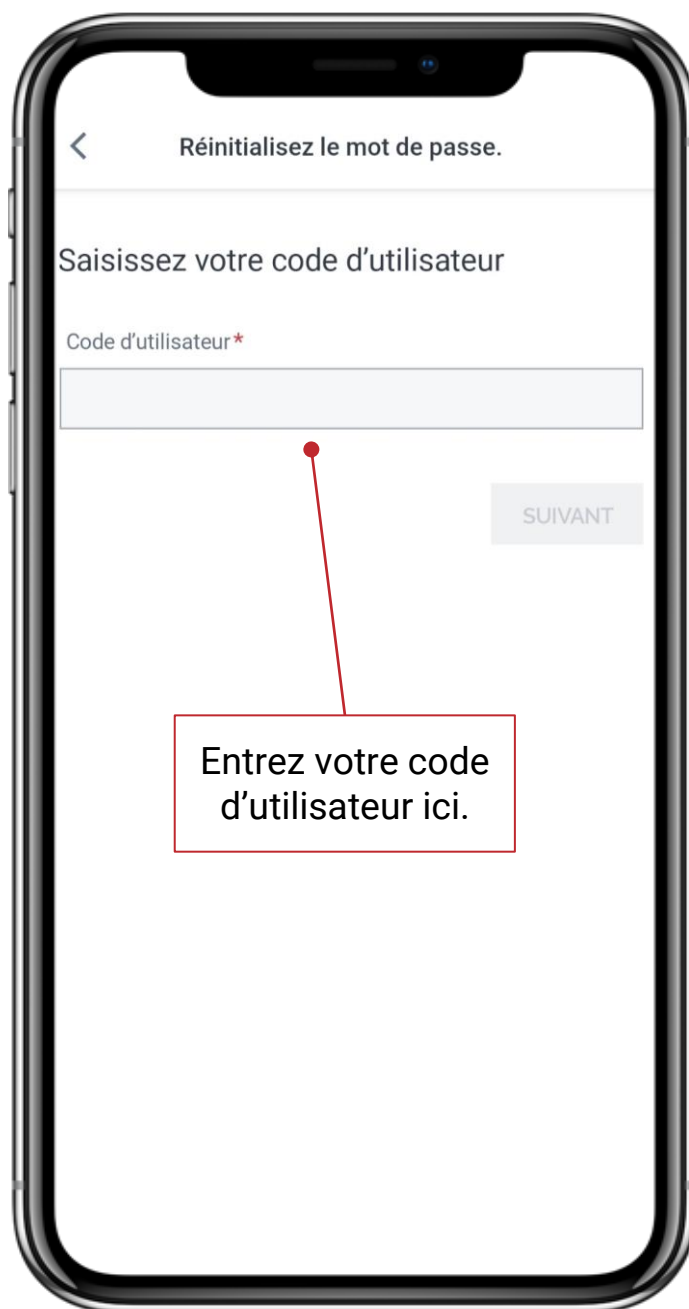 Réinitialisez le mot de passe.
Saisissez votre code d’utilisateur
Code d’utilisateur*
SUIVANT
Entrez votre code
d’utilisateur ici.